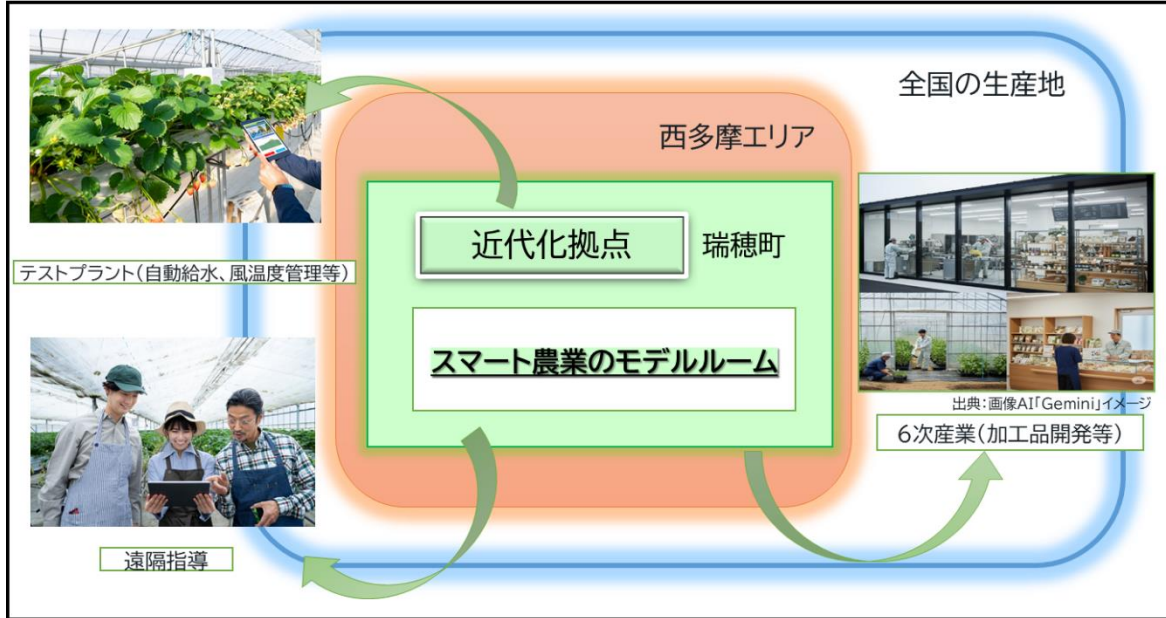 全国の生産地
西多摩エリア
近代化拠点
瑞穂町
スマート農業のモデルルーム
テストプラント（自動給水、風温度管理等）
遠隔指導
出典：画像AI「Gemini」イメージ
6次産業（加工品開発等）